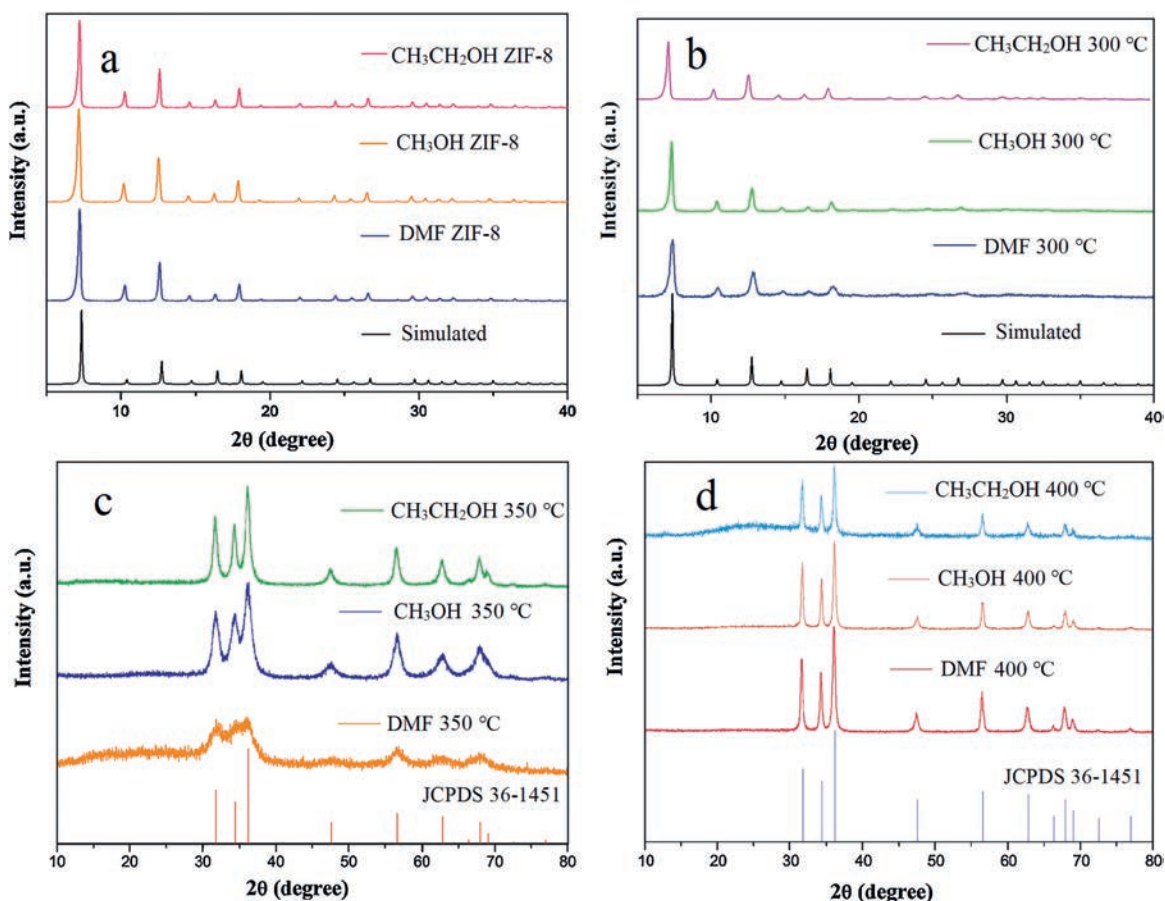 a
CH₃CH₂OH ZIF-8
CH₃OH ZIF-8
DMF ZIF-8
Simulated
Intensity (a.u.)
10 20 30 40
2θ (degree)
b
CH₃CH₂OH 300 °C
CH₃OH 300 °C
DMF 300 °C
Simulated
Intensity (a.u.)
10 20 30 40
2θ (degree)
c
CH₃CH₂OH 350 °C
CH₃OH 350 °C
DMF 350 °C
JCPDS 36-1451
Intensity (a.u.)
10 20 30 40 50 60 70 80
2θ (degree)
d
CH₃CH₂OH 400 °C
CH₃OH 400 °C
DMF 400 °C
JCPDS 36-1451
Intensity (a.u.)
10 20 30 40 50 60 70 80
2θ (degree)